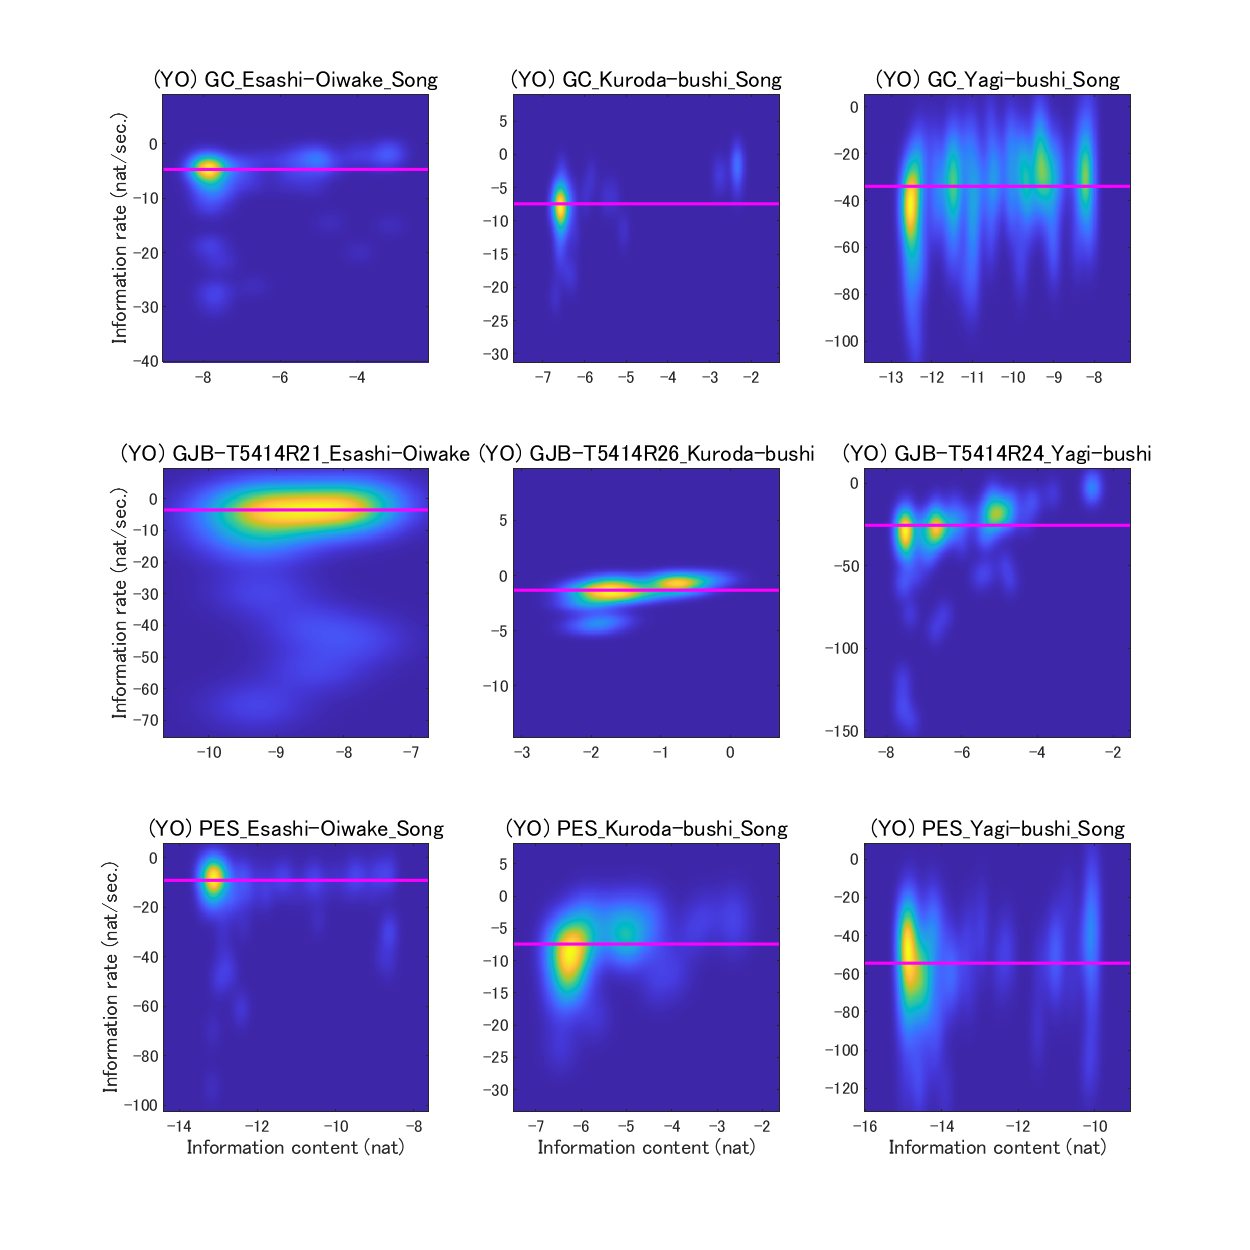 (YO) GC_Esashi-Oiwake_Song
(YO) GC_Kuroda-bushi_Song
(YO) GC_Yagi-bushi_Song
Information rate (nat/sec.)
0
-10
-20
-30
-40
-8 -6 -4
5
0
-5
-10
-15
-20
-25
-30
-7 -6 -5 -4 -3 -2
0
-20
-40
-60
-80
-100
-13 -12 -11 -10 -9 -8
(YO) GJB-T5414R21_Esashi-Oiwake
(YO) GJB-T5414R26_Kuroda-bushi
(YO) GJB-T5414R24_Yagi-bushi
Information rate (nat/sec.)
0
-10
-20
-30
-40
-50
-60
-70
-10 -9 -8 -7
5
0
-5
-10
-3 -2 -1 0
0
-50
-100
-150
-8 -6 -4 -2
(YO) PES_Esashi-Oiwake_Song
(YO) PES_Kuroda-bushi_Song
(YO) PES_Yagi-bushi_Song
Information rate (nat/sec.)
0
-20
-40
-60
-80
-100
-14 -12 -10 -8
Information content (nat)
5
0
-5
-10
-15
-20
-25
-30
-7 -6 -5 -4 -3 -2
Information content (nat)
0
-20
-40
-60
-80
-100
-120
-16 -14 -12 -10
Information content (nat)